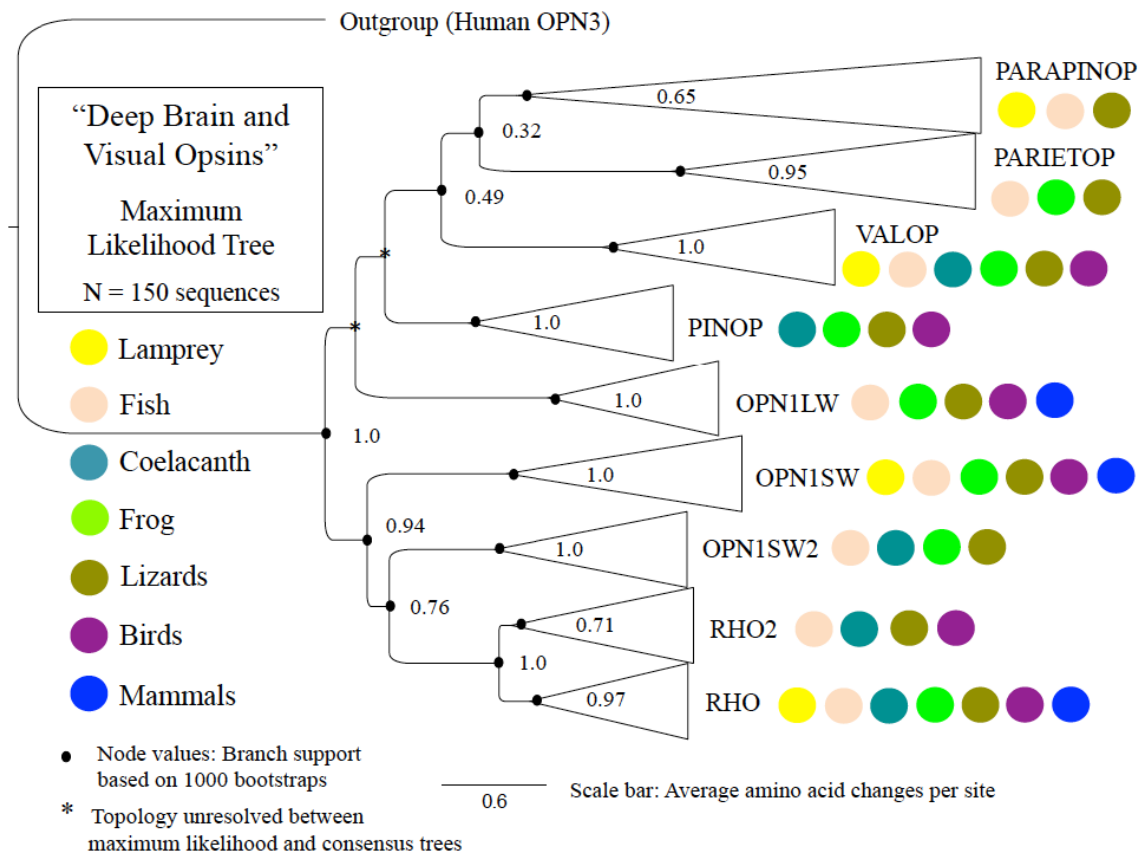 Outgroup (Human OPN3)
“Deep Brain and
Visual Opsins”
Maximum
Likelihood Tree
N = 150 sequences
Lamprey
Fish
Coelacanth
Frog
Lizards
Birds
Mammals
0.65
PARAPINOP
0.32
0.95
PARIETOP
0.49
1.0
VALOP
1.0
PINOP
1.0
OPN1LW
1.0
1.0
OPN1SW
0.94
1.0
OPN1SW2
0.76
0.71
RHO2
1.0
0.97
RHO
Node values: Branch support
based on 1000 bootstraps
* Topology unresolved between
maximum likelihood and consensus trees
0.6
Scale bar: Average amino acid changes per site